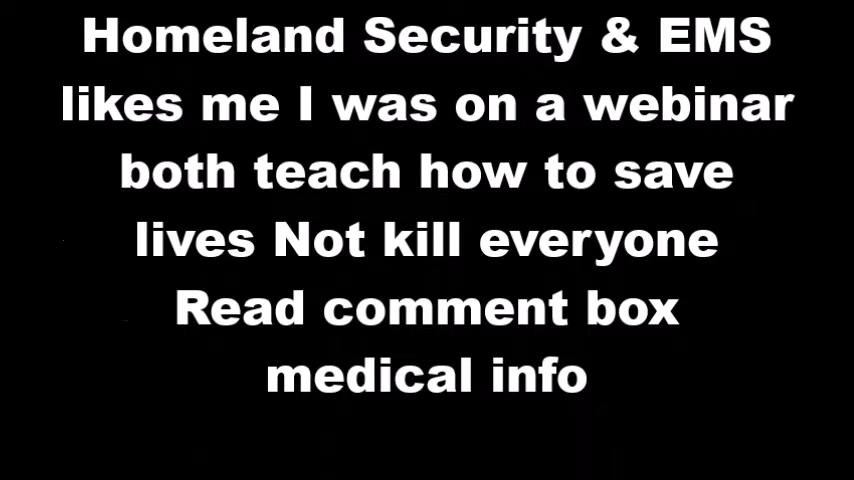 Homeland Security & EMS
likes me I was on a webinar
both teach how to save
lives Not kill everyone
Read comment box
medical info